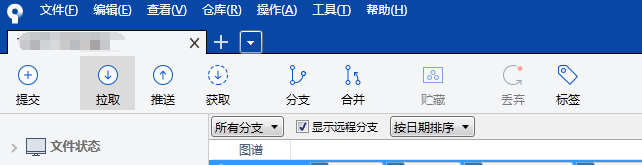 文件(F) 编辑(E) 查看(V) 仓库(R) 操作(A) 工具(T) 帮助(H)
提交 拉取 推送 获取 分支 合并 贮藏 丢弃 标签
文件状态
所有分支 显示远程分支 按日期排序
图谱